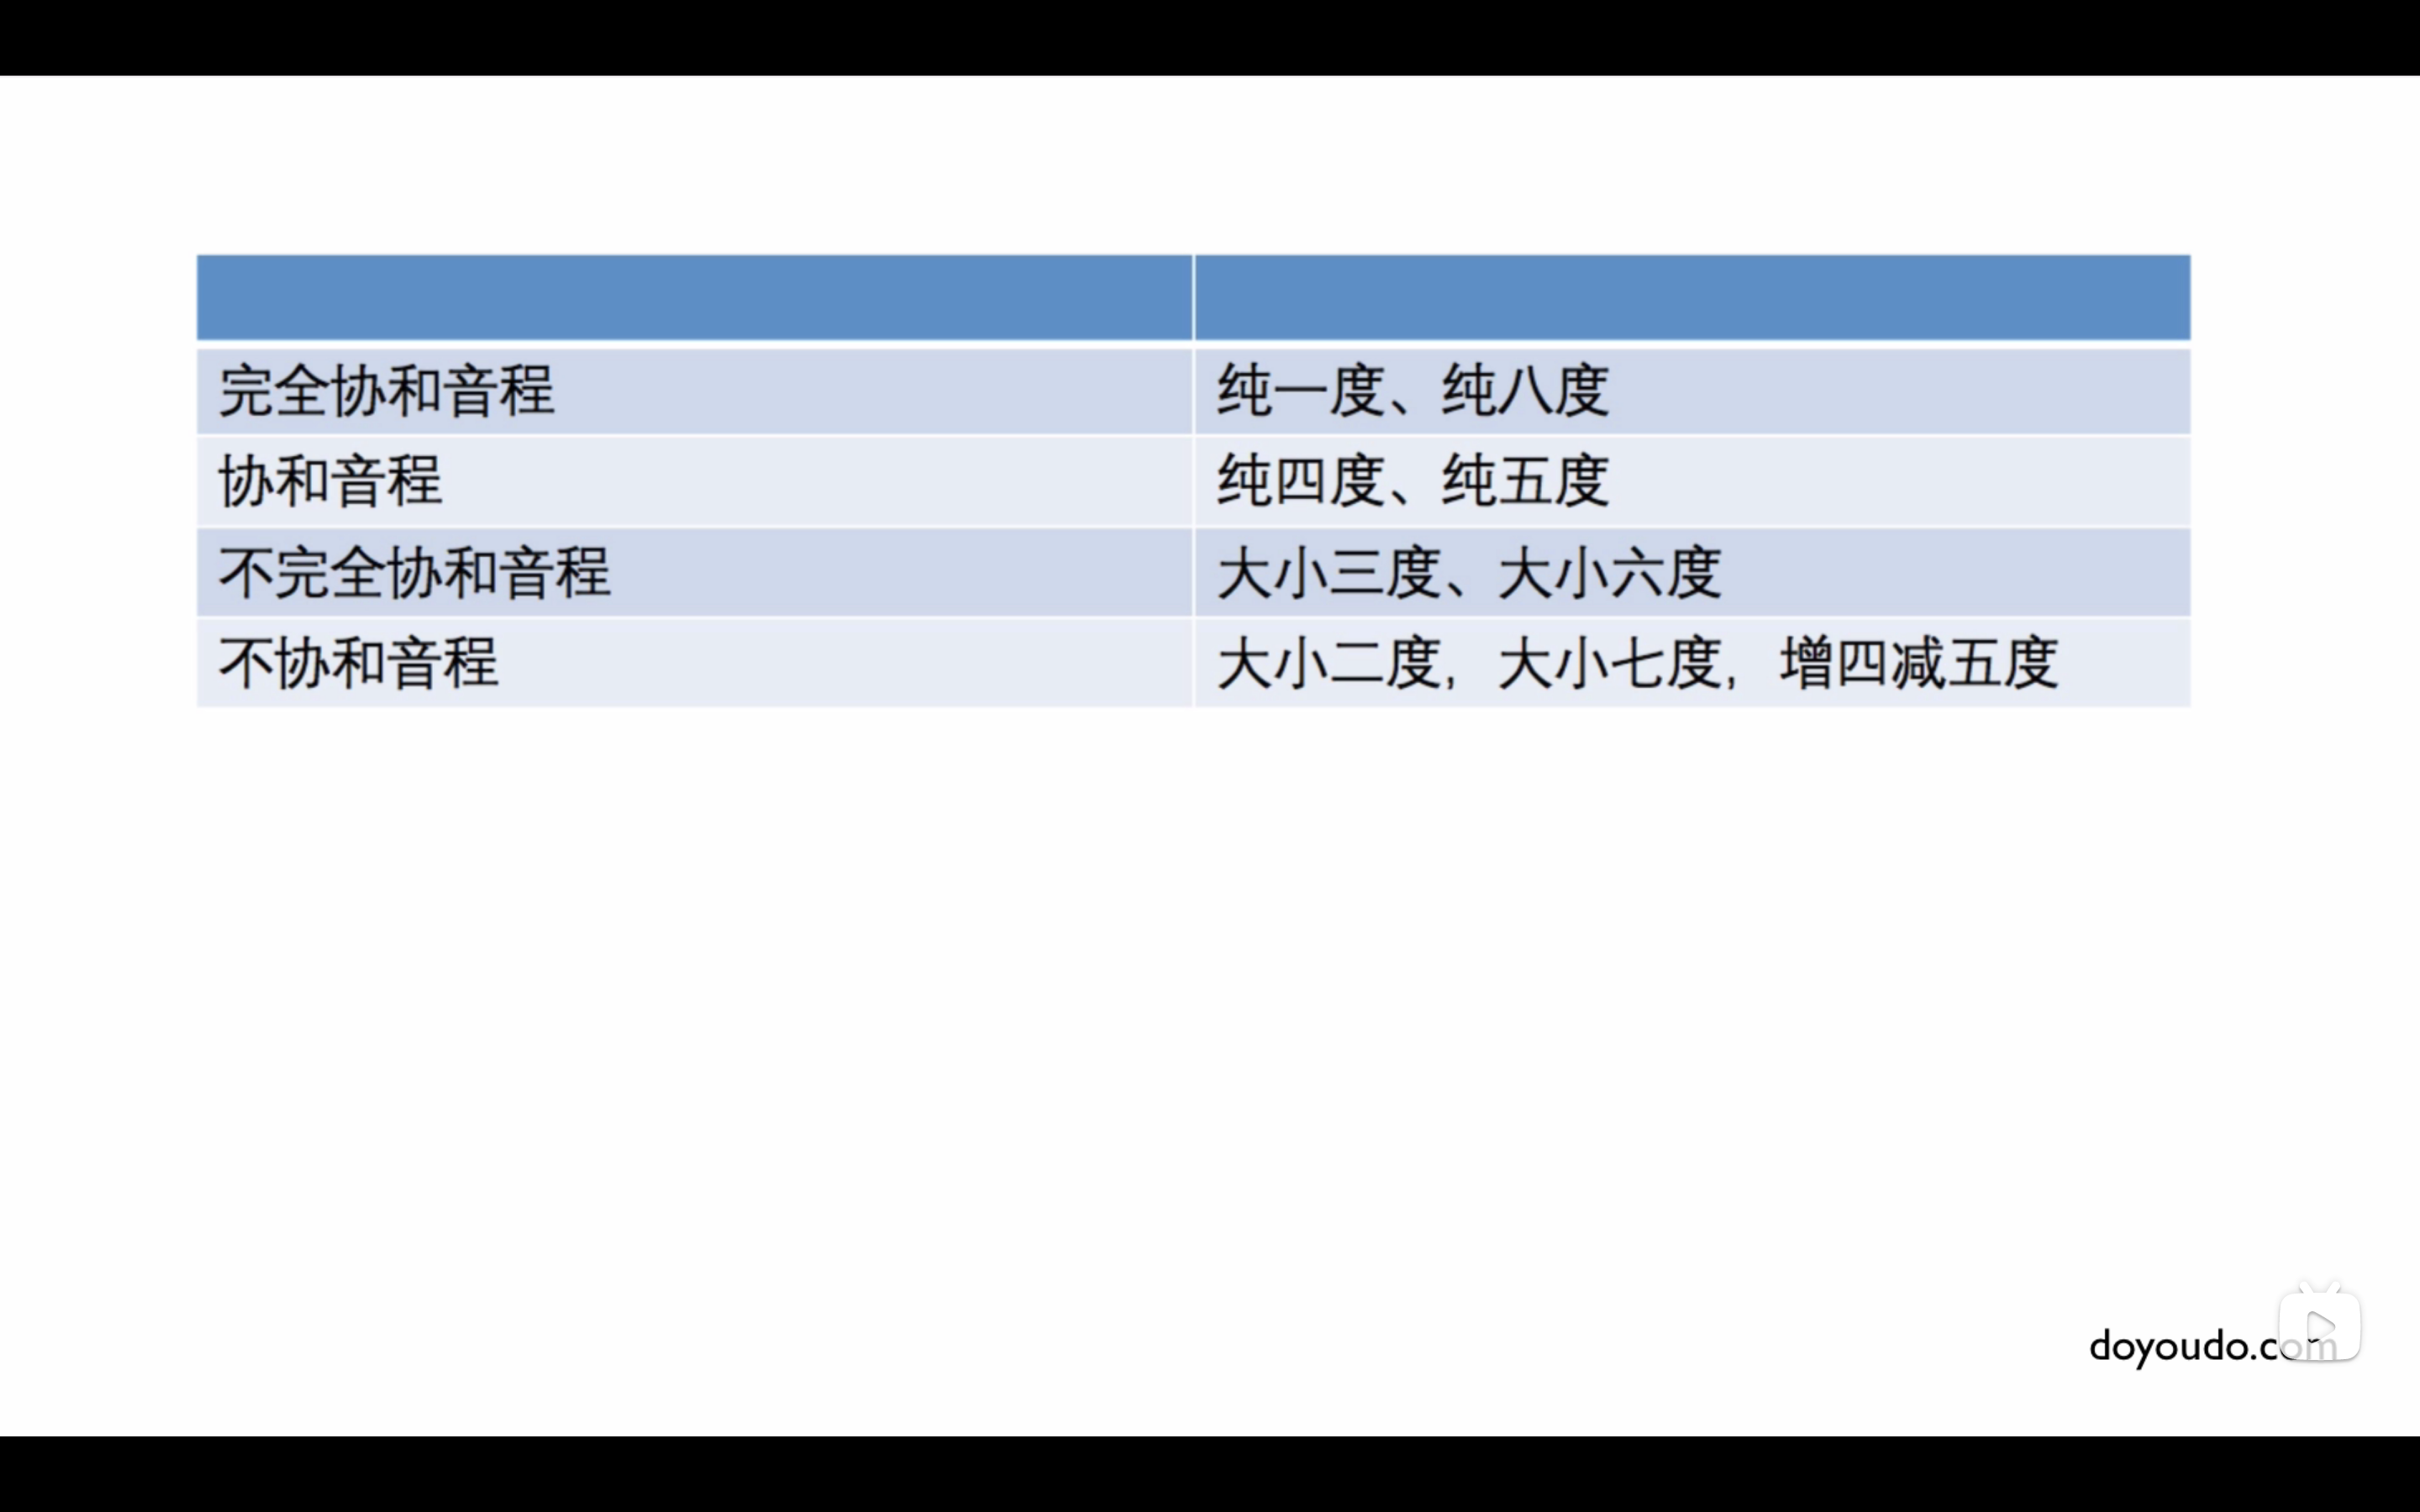 完全协和音程 纯一度、纯八度
协和音程 纯四度、纯五度
不完全协和音程 大小三度、大小六度
不协和音程 大小二度，大小七度，增四减五度
doyoudo.com